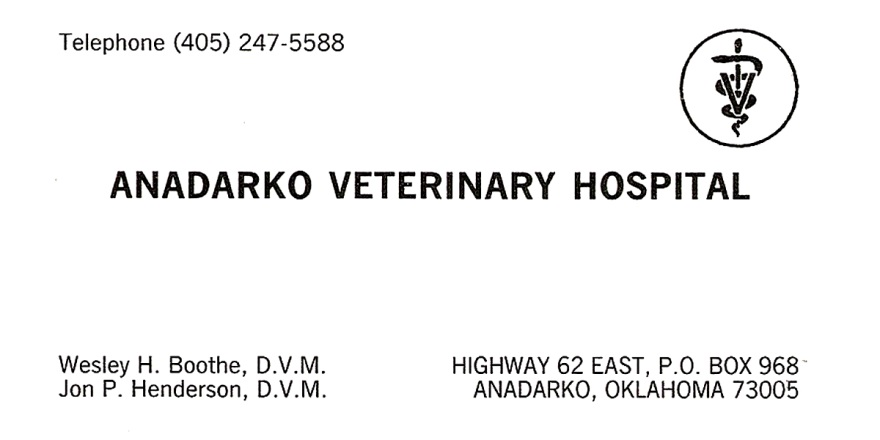 Telephone (405) 247-5588
ANADARKO VETERINARY HOSPITAL
Wesley H. Boothe, D.V.M.
Jon P. Henderson, D.V.M.
HIGHWAY 62 EAST, P.O. BOX 968
ANADARKO, OKLAHOMA 73005